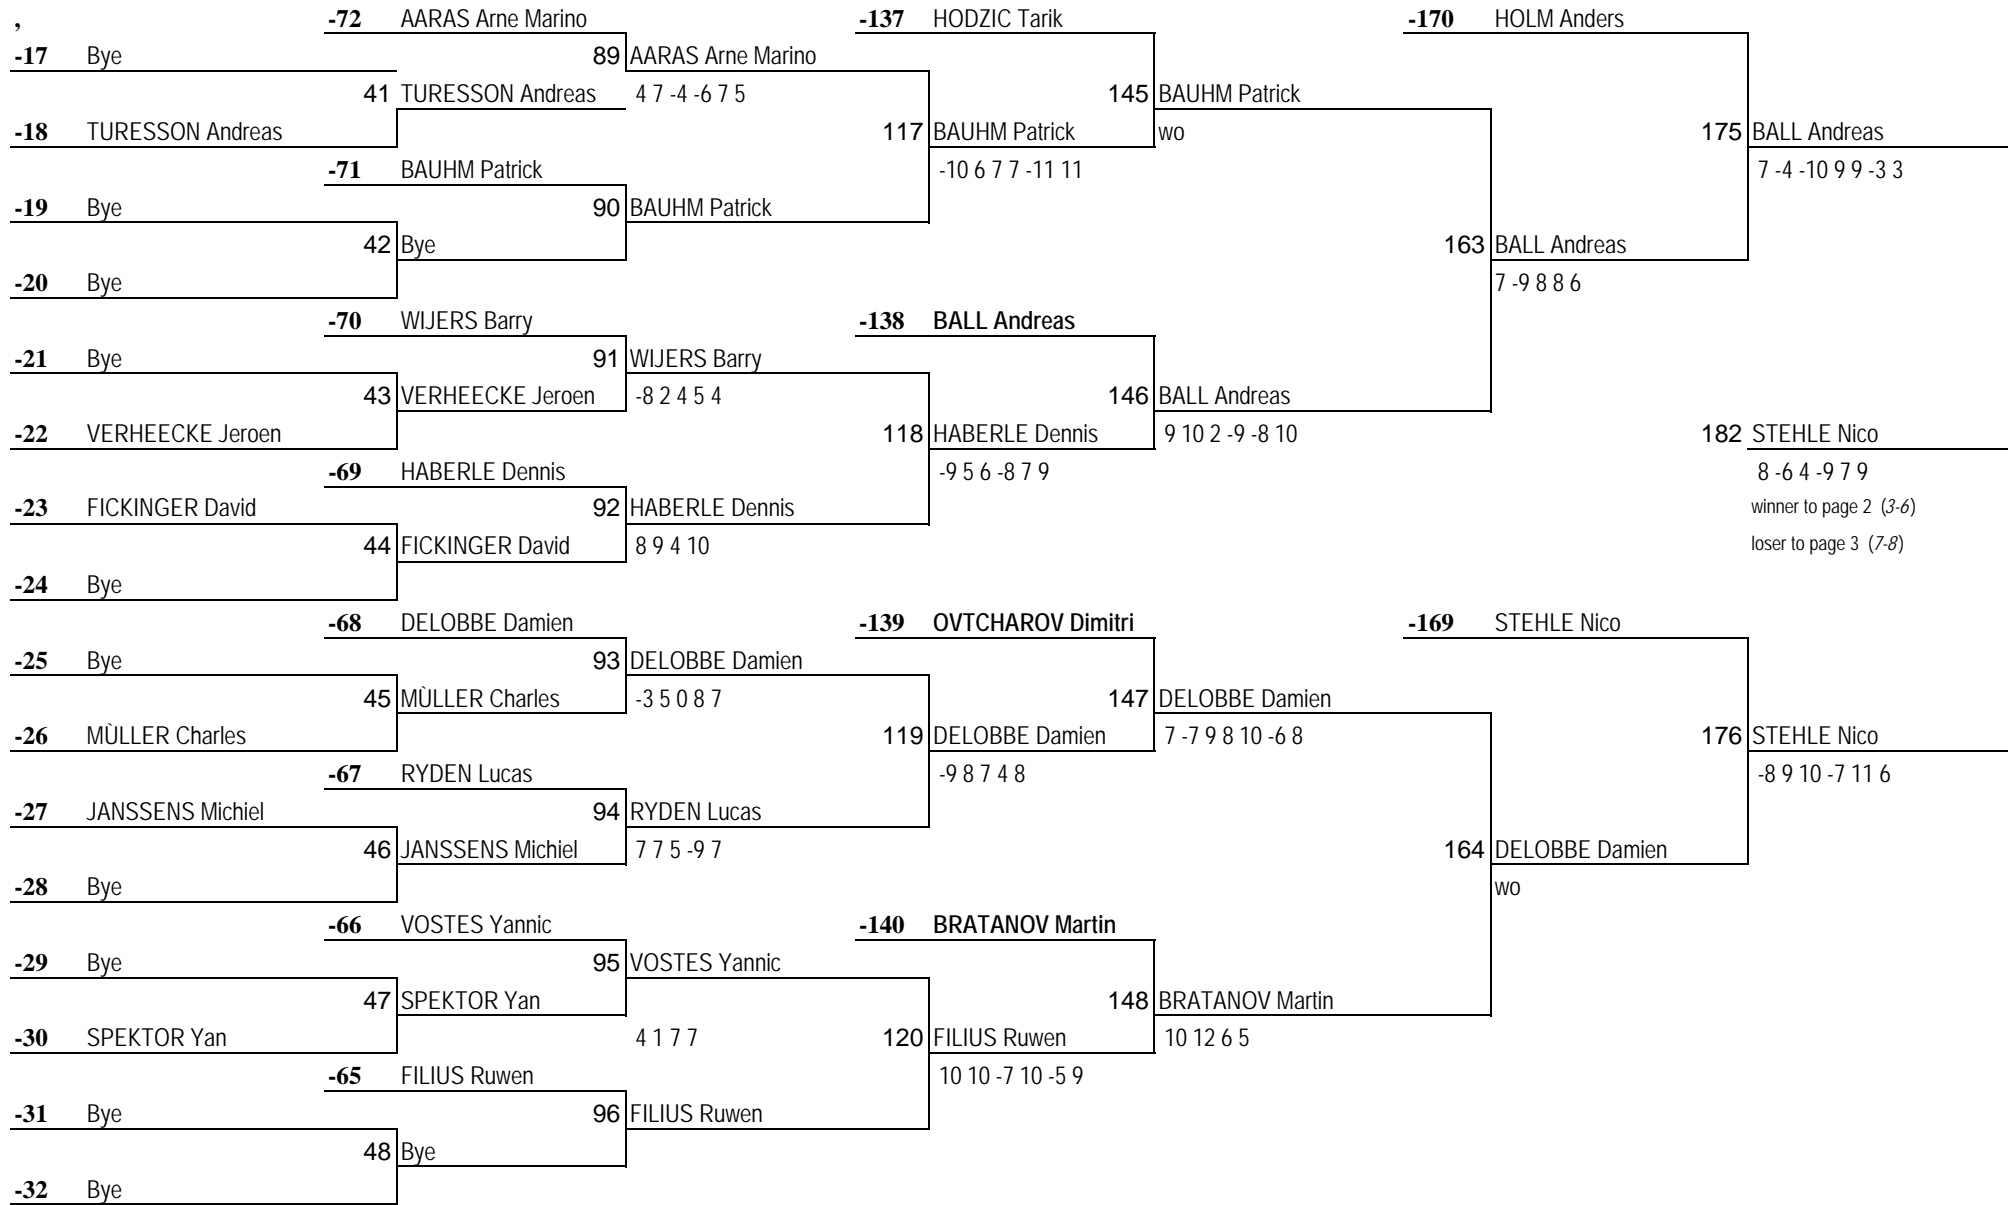 ,
-72 AARAS Arne Marino -137 HODZIC Tarik -170 HOLM Anders
-17 Bye 89 AARAS Arne Marino
41 TURESSON Andreas 4 7 -4 -6 7 5 145 BAUHM Patrick
-18 TURESSON Andreas 117 BAUHM Patrick wo 175 BALL Andreas
-71 BAUHM Patrick -10 6 7 7 -11 11 7 -4 -10 9 9 -3 3
-19 Bye 90 BAUHM Patrick
42 Bye 163 BALL Andreas
-20 Bye 7 -9 8 8 6
-70 WIJERS Barry -138 BALL Andreas
-21 Bye 91 WIJERS Barry
43 VERHEECKE Jeroen -8 2 4 5 4 146 BALL Andreas
-22 VERHEECKE Jeroen 118 HABERLE Dennis 9 10 2 -9 -8 10 182 STEHLE Nico
-69 HABERLE Dennis -9 5 6 -8 7 9 8 -6 4 -9 7 9
-23 FICKINGER David 92 HABERLE Dennis winner to page 2 (3-6)
44 FICKINGER David 8 9 4 10 loser to page 3 (7-8)
-24 Bye
-68 DELOBBE Damien -139 OVTCHAROV Dimitri -169 STEHLE Nico
-25 Bye 93 DELOBBE Damien
45 MÙLLER Charles -3 5 0 8 7 147 DELOBBE Damien
-26 MÙLLER Charles 119 DELOBBE Damien 7 -7 9 8 10 -6 8 176 STEHLE Nico
-67 RYDEN Lucas -9 8 7 4 8 -8 9 10 -7 11 6
-27 JANSSENS Michiel 94 RYDEN Lucas
46 JANSSENS Michiel 7 7 5 -9 7 164 DELOBBE Damien
-28 Bye wo
-66 VOSTES Yannic -140 BRATANOV Martin
-29 Bye 95 VOSTES Yannic
47 SPEKTOR Yan 148 BRATANOV Martin
-30 SPEKTOR Yan 4 1 7 7 120 FILIUS Ruwen 10 12 6 5
-65 FILIUS Ruwen 10 10 -7 10 -5 9
-31 Bye 96 FILIUS Ruwen
48 Bye
-32 Bye